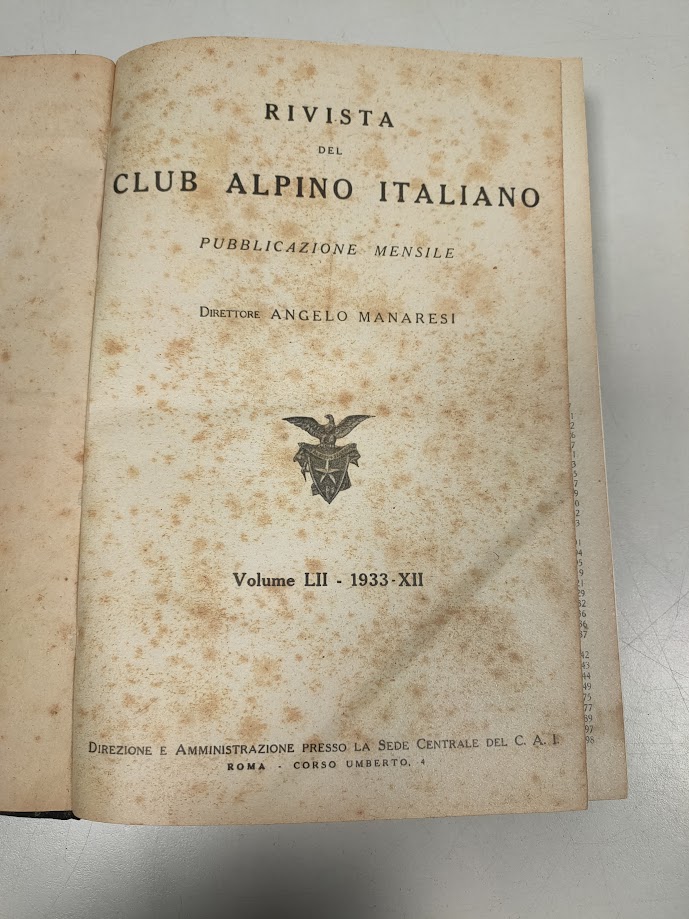 RIVISTA
DEL
CLUB ALPINO ITALIANO
PUBBLICAZIONE MENSILE
DIRETTORE ANGELO MANARESI
Volume LII - 1933-XII
DIREZIONE E AMMINISTRAZIONE PRESSO LA SEDE CENTRALE DEL C. A. I.
ROMA - CORSO UMBERTO, 4